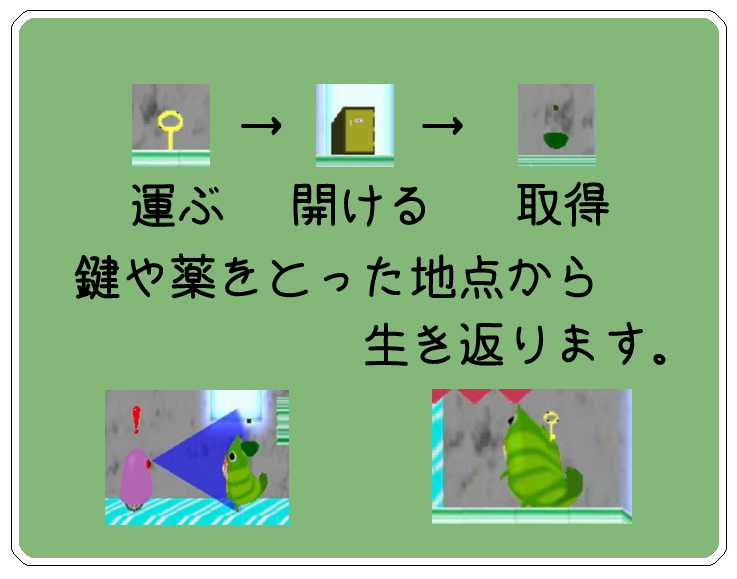 → →
運ぶ 開ける 取得
鍵や薬をとった地点から
生き返ります。
!